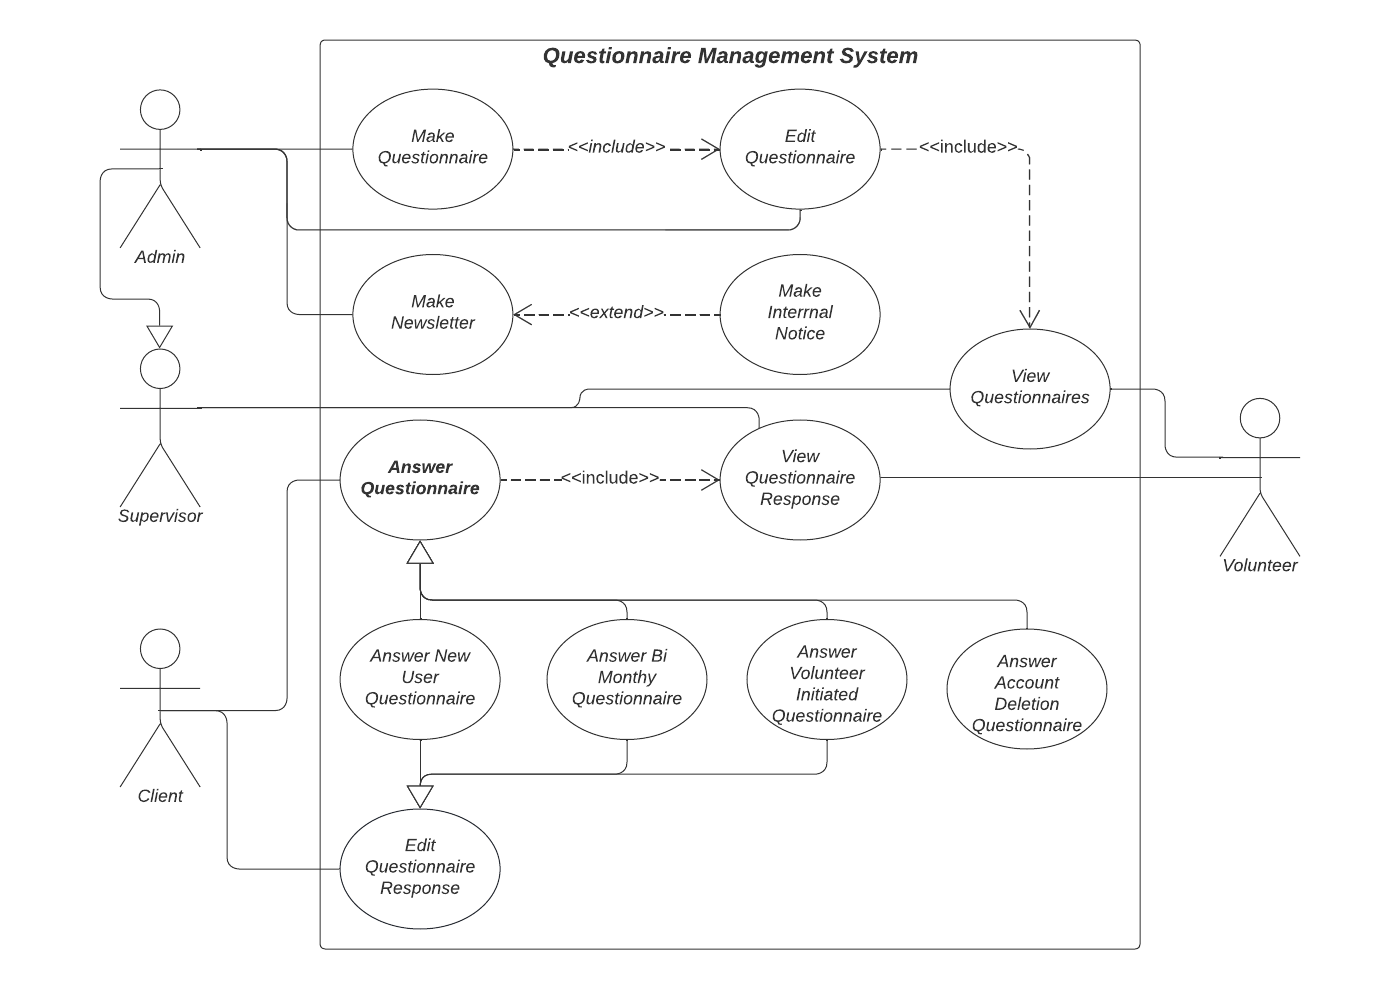 Questionnaire Management System
Make
Questionnaire
<<include>>
Edit
Questionnaire
<<include>>
Admin
Make
Newsletter
<<extend>>
Make
Interrnal
Notice
View
Questionnaires
Supervisor
Answer
Questionnaire
<<include>>
View
Questionnaire
Response
Volunteer
Answer New
User
Questionnaire
Answer Bi
Monthy
Questionnaire
Answer
Volunteer
Initiated
Questionnaire
Answer
Account
Deletion
Questionnaire
Client
Edit
Questionnaire
Response